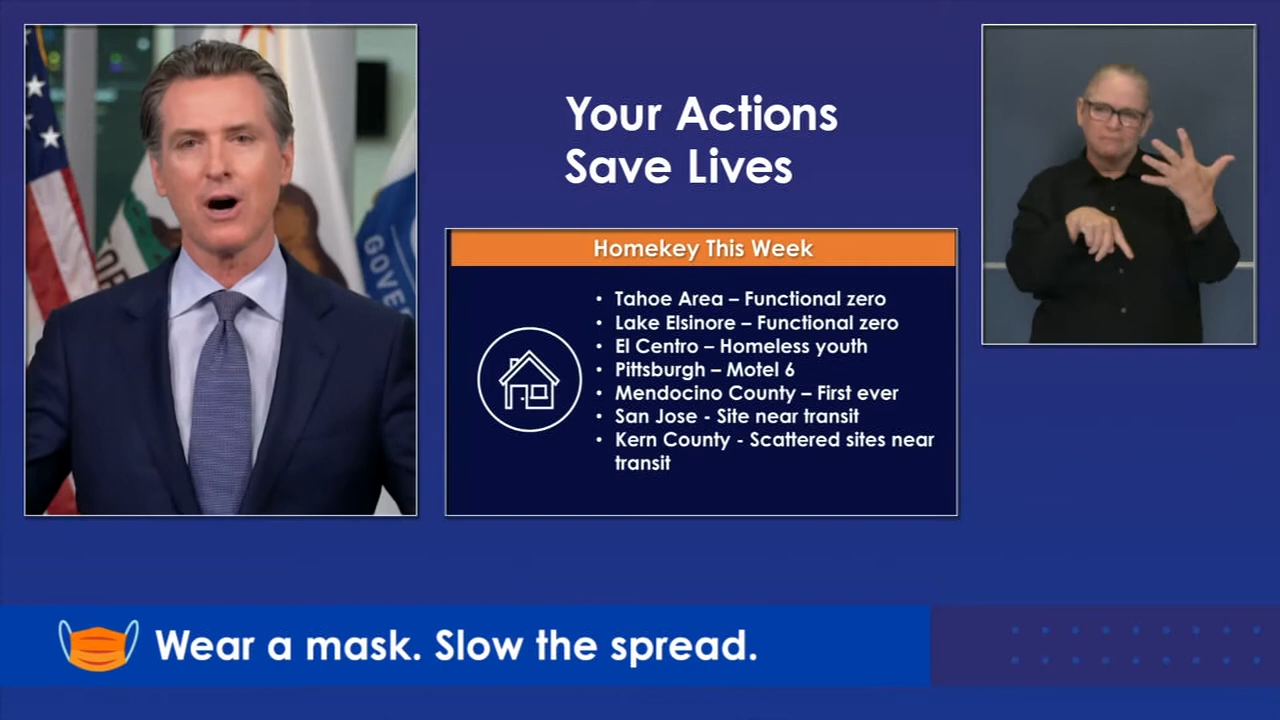 Your Actions
Save Lives
Homekey This Week
• Tahoe Area – Functional zero
• Lake Elsinore – Functional zero
• El Centro – Homeless youth
• Pittsburgh – Motel 6
• Mendocino County – First ever
• San Jose - Site near transit
• Kern County - Scattered sites near
transit
GOVE
Wear a mask. Slow the spread.